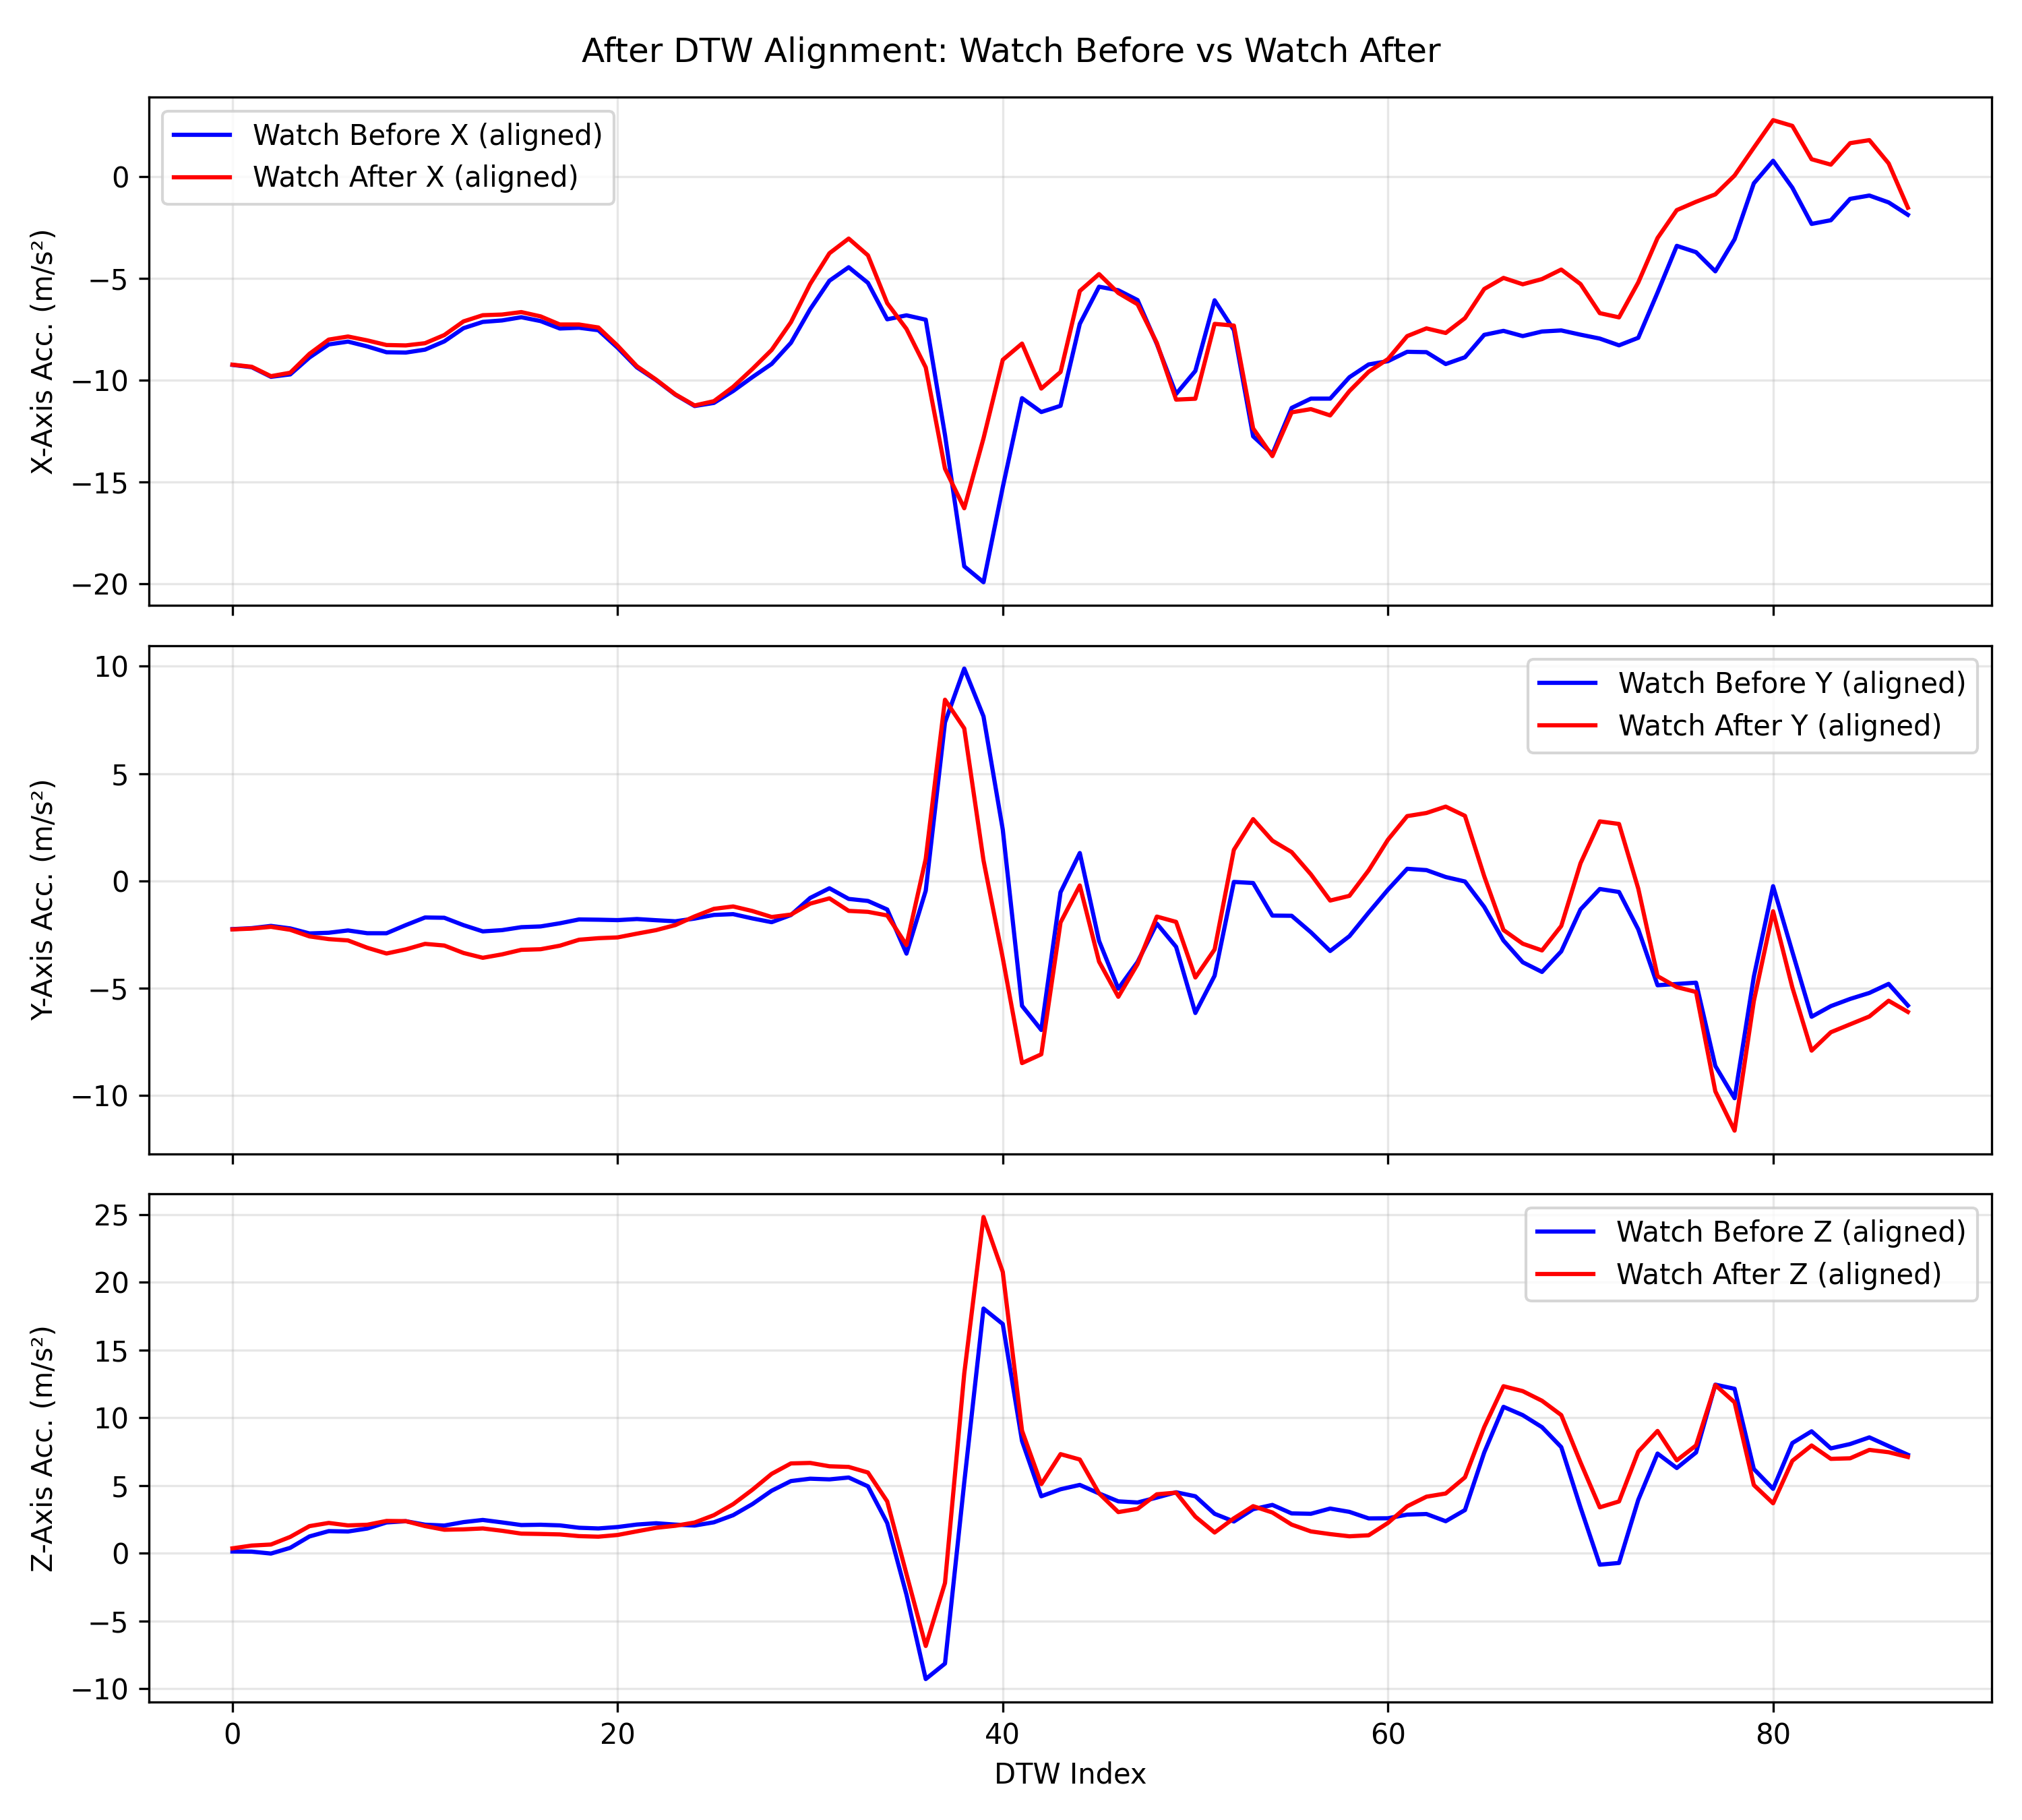 After DTW Alignment: Watch Before vs Watch After
Watch Before X (aligned)
Watch After X (aligned)
X-Axis Acc. (m/s²)
0
−5
−10
−15
−20
Watch Before Y (aligned)
Watch After Y (aligned)
Y-Axis Acc. (m/s²)
10
5
0
−5
−10
Watch Before Z (aligned)
Watch After Z (aligned)
Z-Axis Acc. (m/s²)
25
20
15
10
5
0
−5
−10
0 20 40 60 80
DTW Index